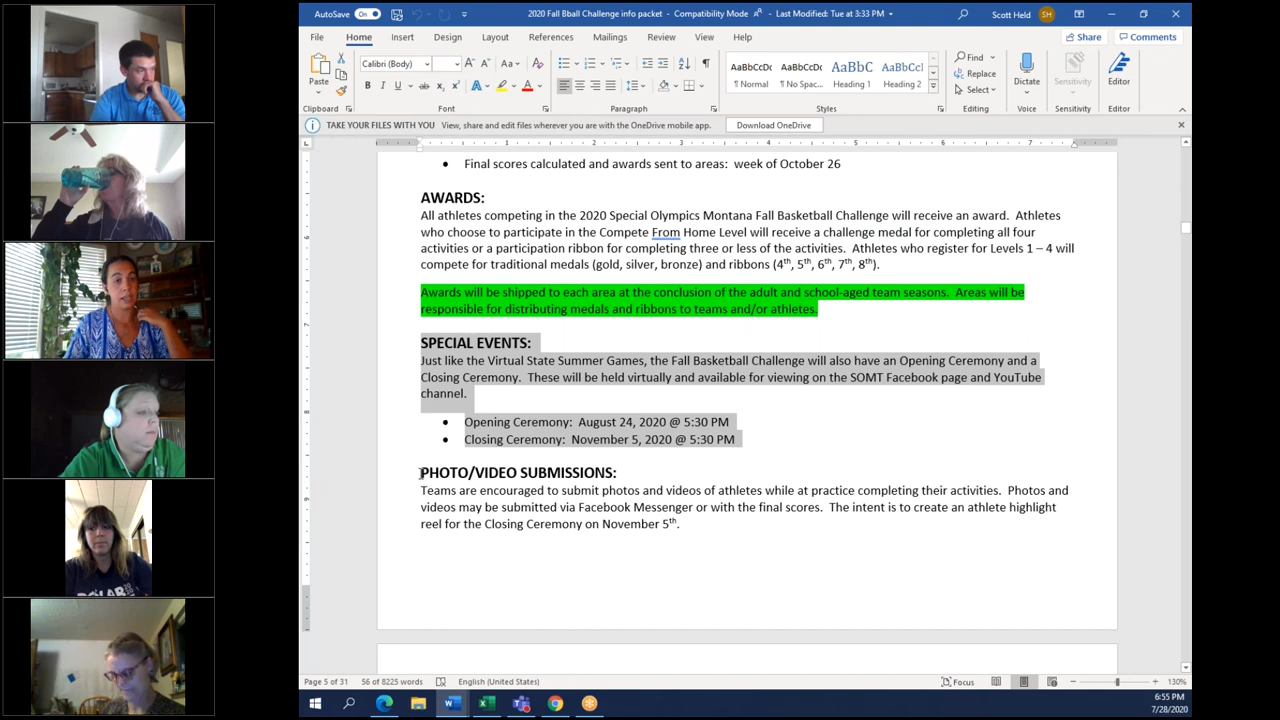 AutoSave On 2020 Fall Bball Challenge info packet - Compatibility Mode - Last Modified: Tue at 3:33 PM Scott Held SH
File Home Insert Design Layout References Mailings Review View Help Share Comments
Calibri (Body) Aa AaBbCcDc AaBbCcDc AaBbC AaBbCcI Find
Paste Replace Dictate Sensitivity Editor
B I U ab x₂ x² A ¶ Normal ¶ No Spac... Heading 1 Heading 2 Select
Clipboard Font Paragraph Styles Editing Voice Sensitivity Editor
TAKE YOUR FILES WITH YOU View, share and edit files wherever you are with the OneDrive mobile app. Download OneDrive
1 2 3 4 5 6 7
• Final scores calculated and awards sent to areas: week of October 26
AWARDS:
All athletes competing in the 2020 Special Olympics Montana Fall Basketball Challenge will receive an award. Athletes
who choose to participate in the Compete From Home Level will receive a challenge medal for completing all four
activities or a participation ribbon for completing three or less of the activities. Athletes who register for Levels 1 – 4 will
compete for traditional medals (gold, silver, bronze) and ribbons (4th, 5th, 6th, 7th, 8th).
Awards will be shipped to each area at the conclusion of the adult and school-aged team seasons. Areas will be
responsible for distributing medals and ribbons to teams and/or athletes.
SPECIAL EVENTS:
Just like the Virtual State Summer Games, the Fall Basketball Challenge will also have an Opening Ceremony and a
Closing Ceremony. These will be held virtually and available for viewing on the SOMT Facebook page and YouTube
channel.
• Opening Ceremony: August 24, 2020 @ 5:30 PM
• Closing Ceremony: November 5, 2020 @ 5:30 PM
PHOTO/VIDEO SUBMISSIONS:
Teams are encouraged to submit photos and videos of athletes while at practice completing their activities. Photos and
videos may be submitted via Facebook Messenger or with the final scores. The intent is to create an athlete highlight
reel for the Closing Ceremony on November 5th.
Page 5 of 31 56 of 8225 words English (United States) Focus 130%
6:55 PM
7/28/2020